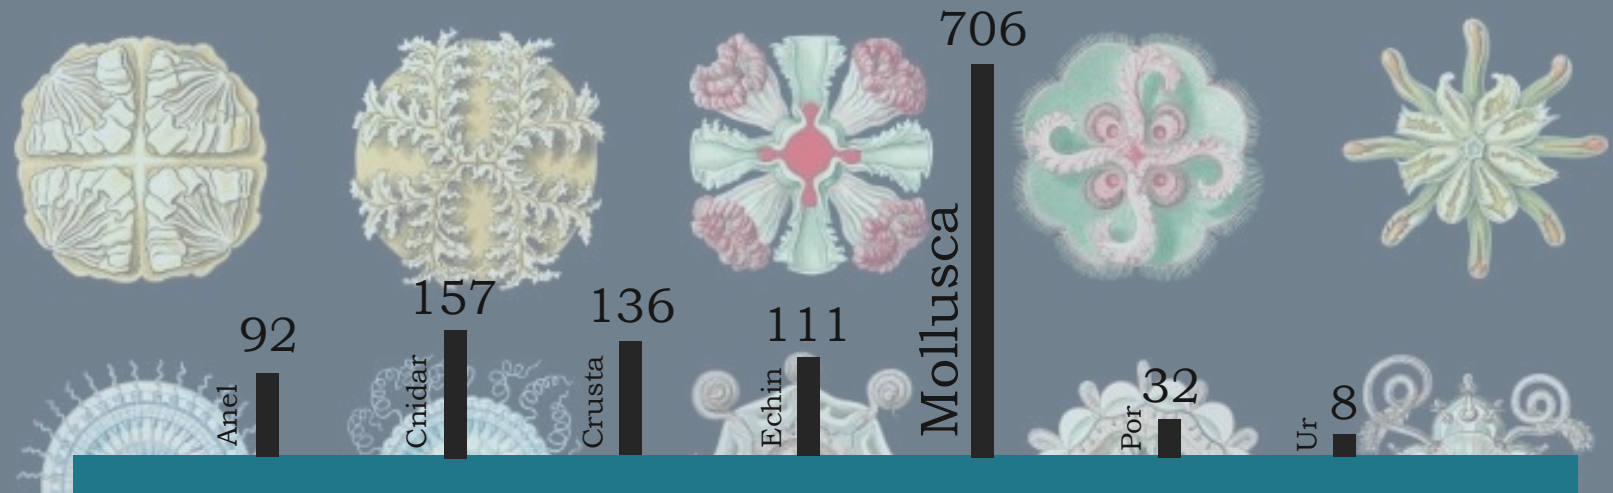 92
Anel
157
Cnidar
136
Crusta
111
Echin
706
Mollusca
32
Por
8
Ur